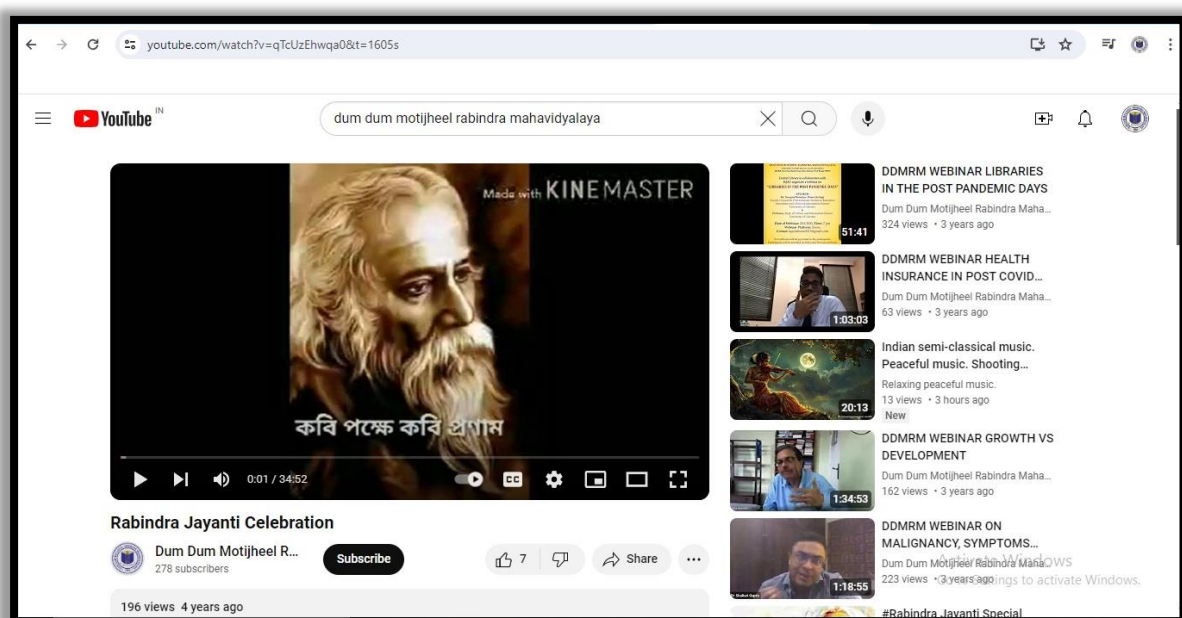 youtube.com/watch?v=qTcUzEhwqa0&t=1605s
YouTube IN
dum dum motijheel rabindra mahavidyalaya
Made with KINEMASTER
কবি পক্ষে কবি প্রণাম
0:01 / 34:52
CC
Rabindra Jayanti Celebration
Dum Dum Motijheel R...
278 subscribers
Subscribe
7
Share
196 views 4 years ago
51:41
DDMRM WEBINAR LIBRARIES
IN THE POST PANDEMIC DAYS
Dum Dum Motijheel Rabindra Maha...
324 views • 3 years ago
1:03:03
DDMRM WEBINAR HEALTH
INSURANCE IN POST COVID...
Dum Dum Motijheel Rabindra Maha...
63 views • 3 years ago
20:13
Indian semi-classical music.
Peaceful music. Shooting...
Relaxing peaceful music.
13 views • 3 hours ago
New
1:34:53
DDMRM WEBINAR GROWTH VS
DEVELOPMENT
Dum Dum Motijheel Rabindra Maha...
162 views • 3 years ago
1:18:55
DDMRM WEBINAR ON
MALIGNANCY, SYMPTOMS...
Dum Dum Motijheel Rabindra Maha...
223 views • 3 years ago
Activate Windows
Go to Settings to activate Windows.
#Rabindra Jayanti Special